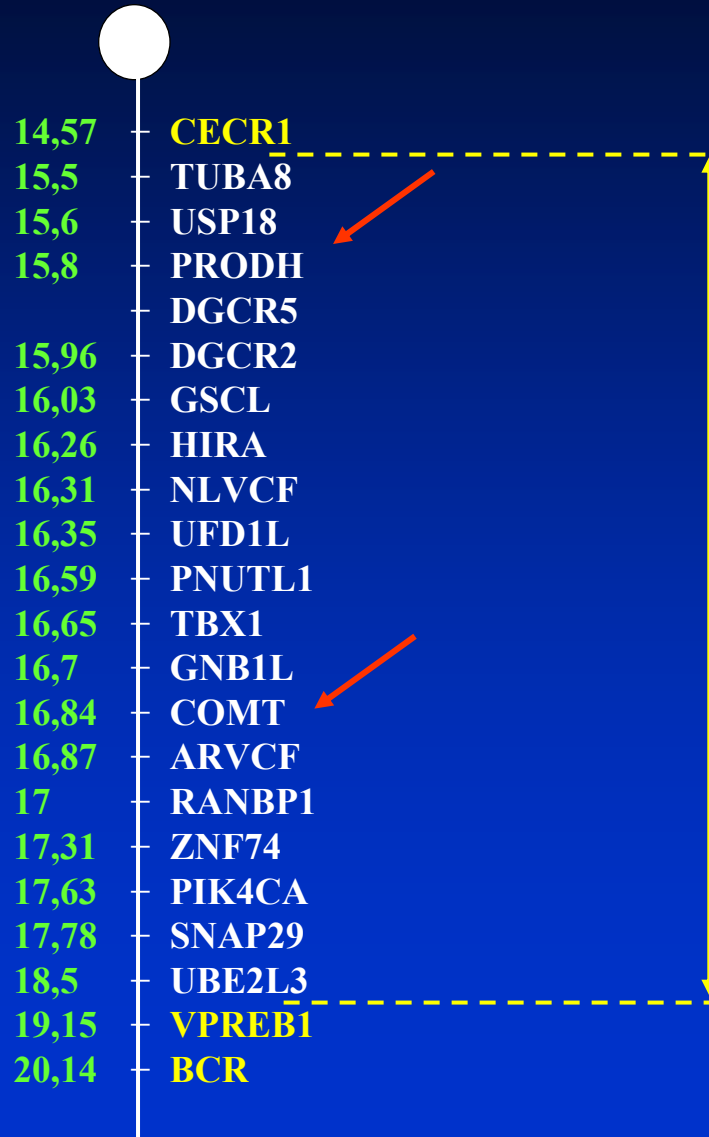 14,57 CECR1
15,5 TUBA8
15,6 USP18
15,8 PRODH
DGCR5
15,96 DGCR2
16,03 GSCL
16,26 HIRA
16,31 NLVCF
16,35 UFD1L
16,59 PNUTL1
16,65 TBX1
16,7 GNB1L
16,84 COMT
16,87 ARVCF
17 RANBP1
17,31 ZNF74
17,63 PIK4CA
17,78 SNAP29
18,5 UBE2L3
19,15 VPREB1
20,14 BCR